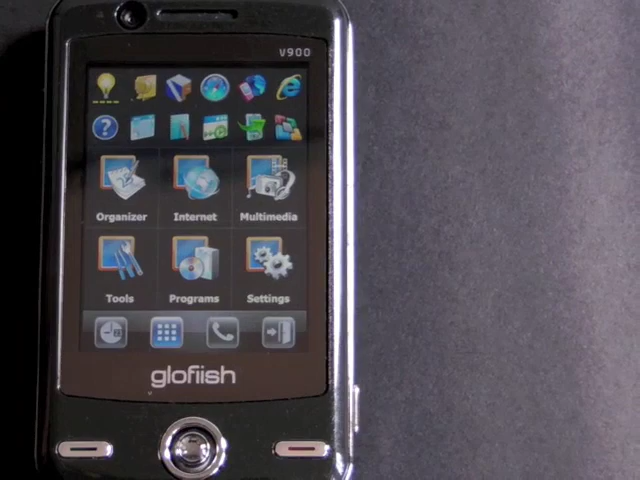 V900
Organizer Internet Multimedia
Tools Programs Settings
glofiish